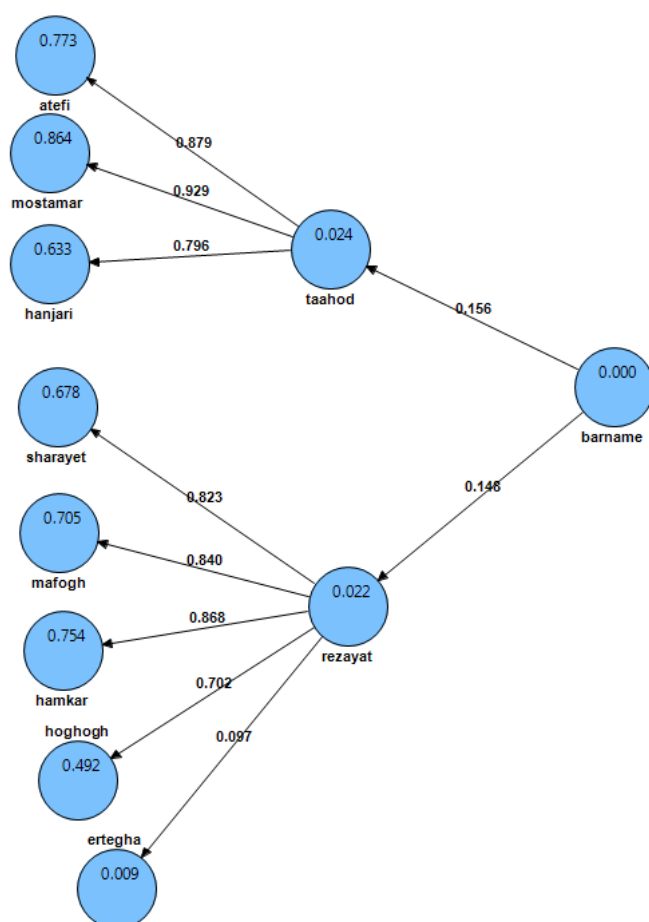 0.773
atefi
0.864
mostamar
0.633
hanjari
0.879
0.929
0.796
0.024
taahod
0.156
0.000
barname
0.148
0.678
sharayet
0.705
mafogh
0.754
hamkar
hoghogh
0.492
ertegha
0.009
0.823
0.840
0.868
0.702
0.097
0.022
rezayat